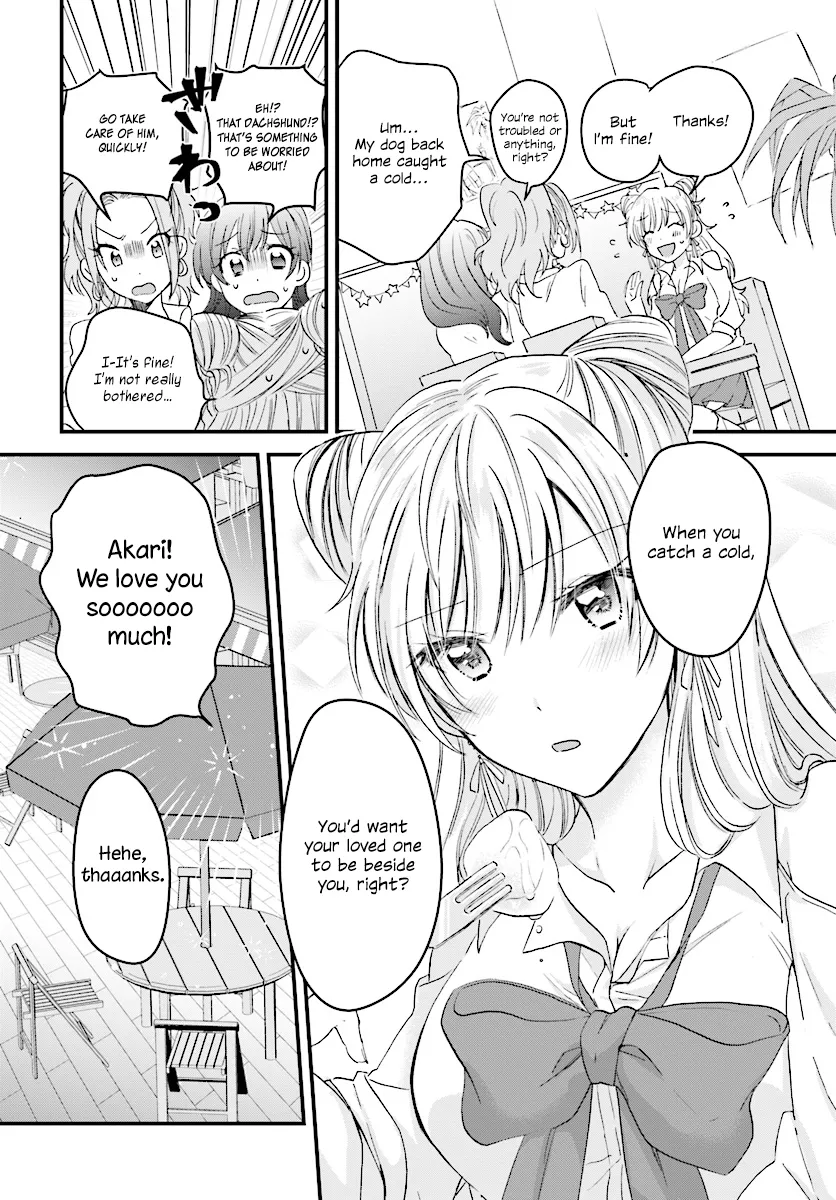 Thanks!
But
I'm fine!
You're not
troubled or
anything,
right?
Um...
My dog back
home caught
a cold...
EH!?
THAT DACHSHUND!?
THAT'S SOMETHING
TO BE WORRIED
ABOUT!
ざわっ
GO TAKE
CARE OF HIM,
QUICKLY!
I-It's fine!
I'm not really
bothered...
When you
catch a cold,
You'd want
your loved one
to be beside
you, right?
Akari!
We love you
sooooooo
much!
Hehe,
thaaanks.